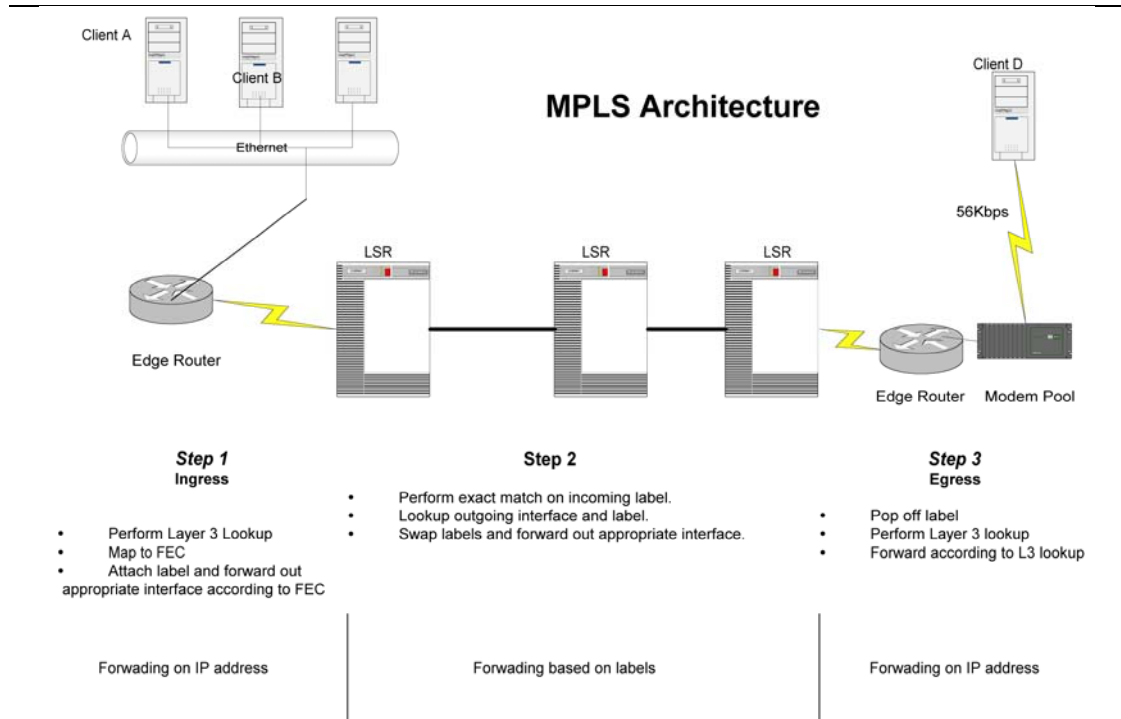 Client A
Client B
Client D
MPLS Architecture
Ethernet
56Kbps
LSR
LSR
LSR
Edge Router
Edge Router
Modem Pool
Step 1
Ingress
• Perform Layer 3 Lookup
• Map to FEC
• Attach label and forward out
appropriate interface according to FEC
Step 2
• Perform exact match on incoming label.
• Lookup outgoing interface and label.
• Swap labels and forward out appropriate interface.
Step 3
Egress
• Pop off label
• Perform Layer 3 lookup
• Forward according to L3 lookup
Forwading on IP address
Forwading based on labels
Forwading on IP address